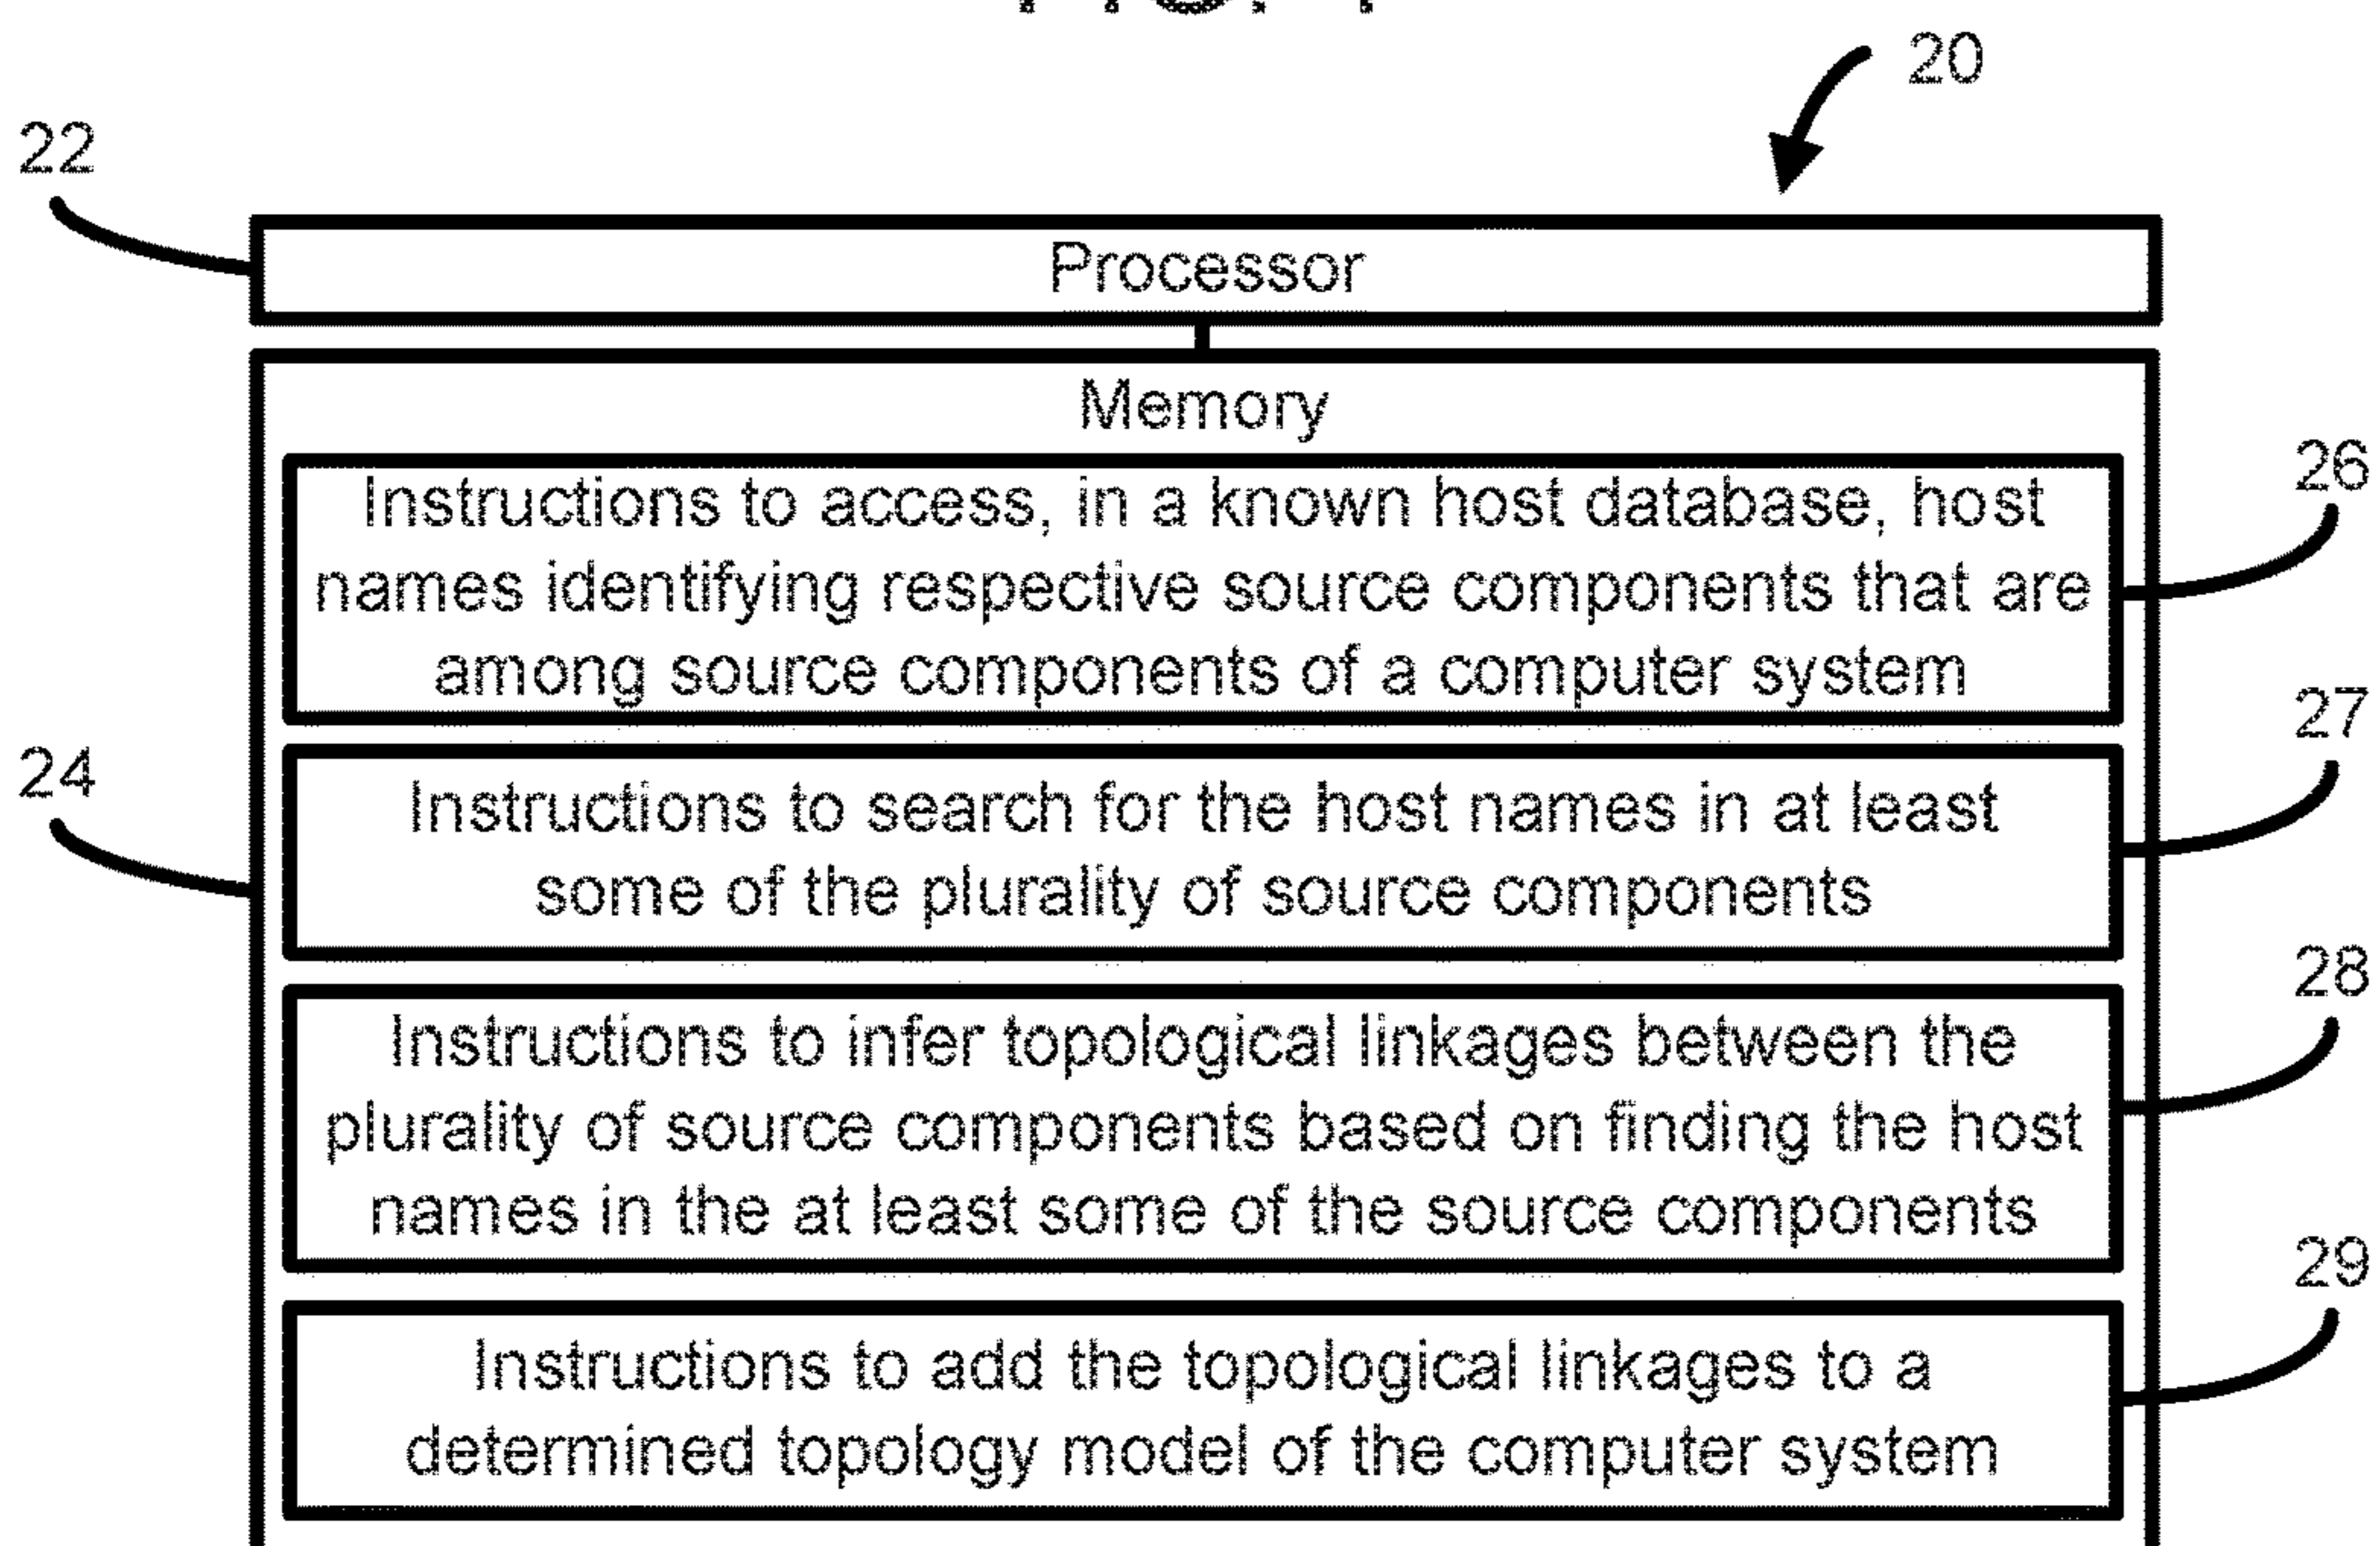 20
22
Processor
Memory
26
Instructions to access, in a known host database, host
names identifying respective source components that are
among source components of a computer system
27
24
Instructions to search for the host names in at least
some of the plurality of source components
28
Instructions to infer topological linkages between the
plurality of source components based on finding the host
names in the at least some of the source components
29
Instructions to add the topological linkages to a
determined topology model of the computer system